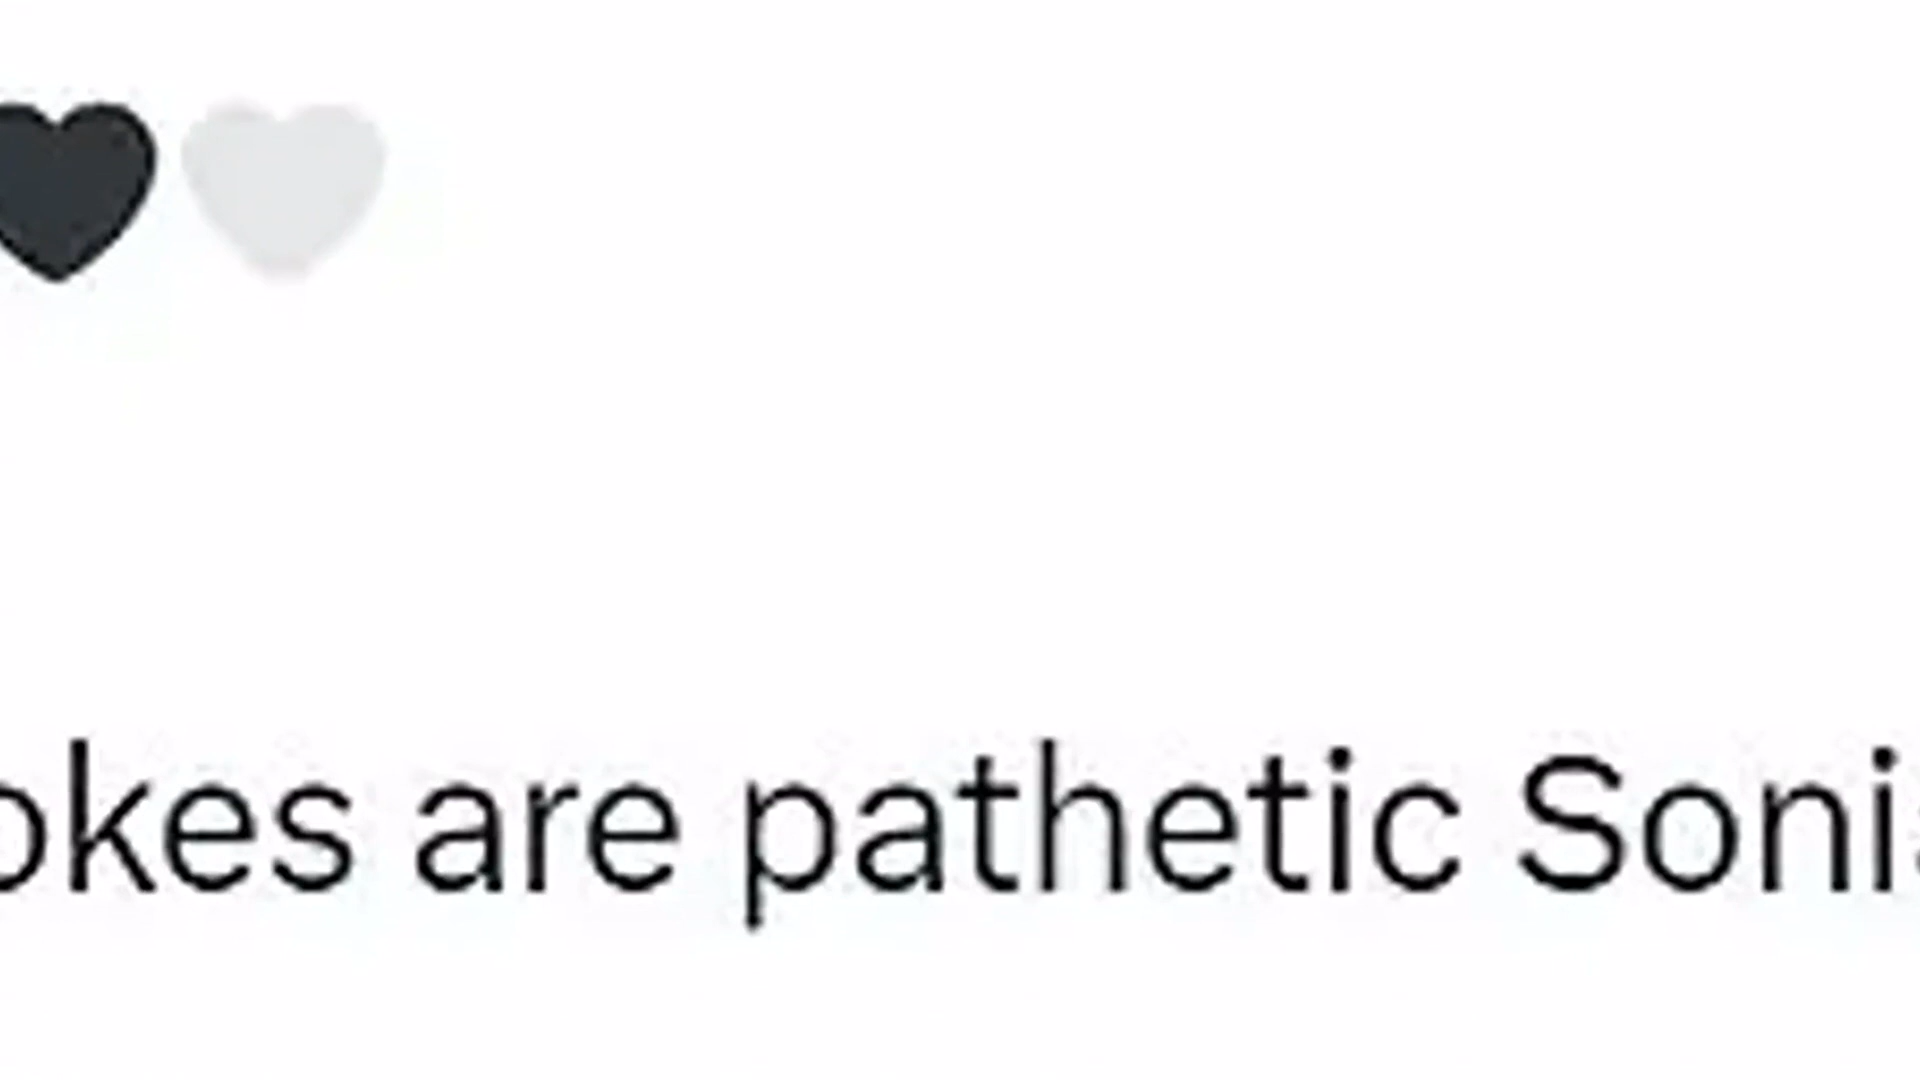 🖤🤍
okes are pathetic Soni